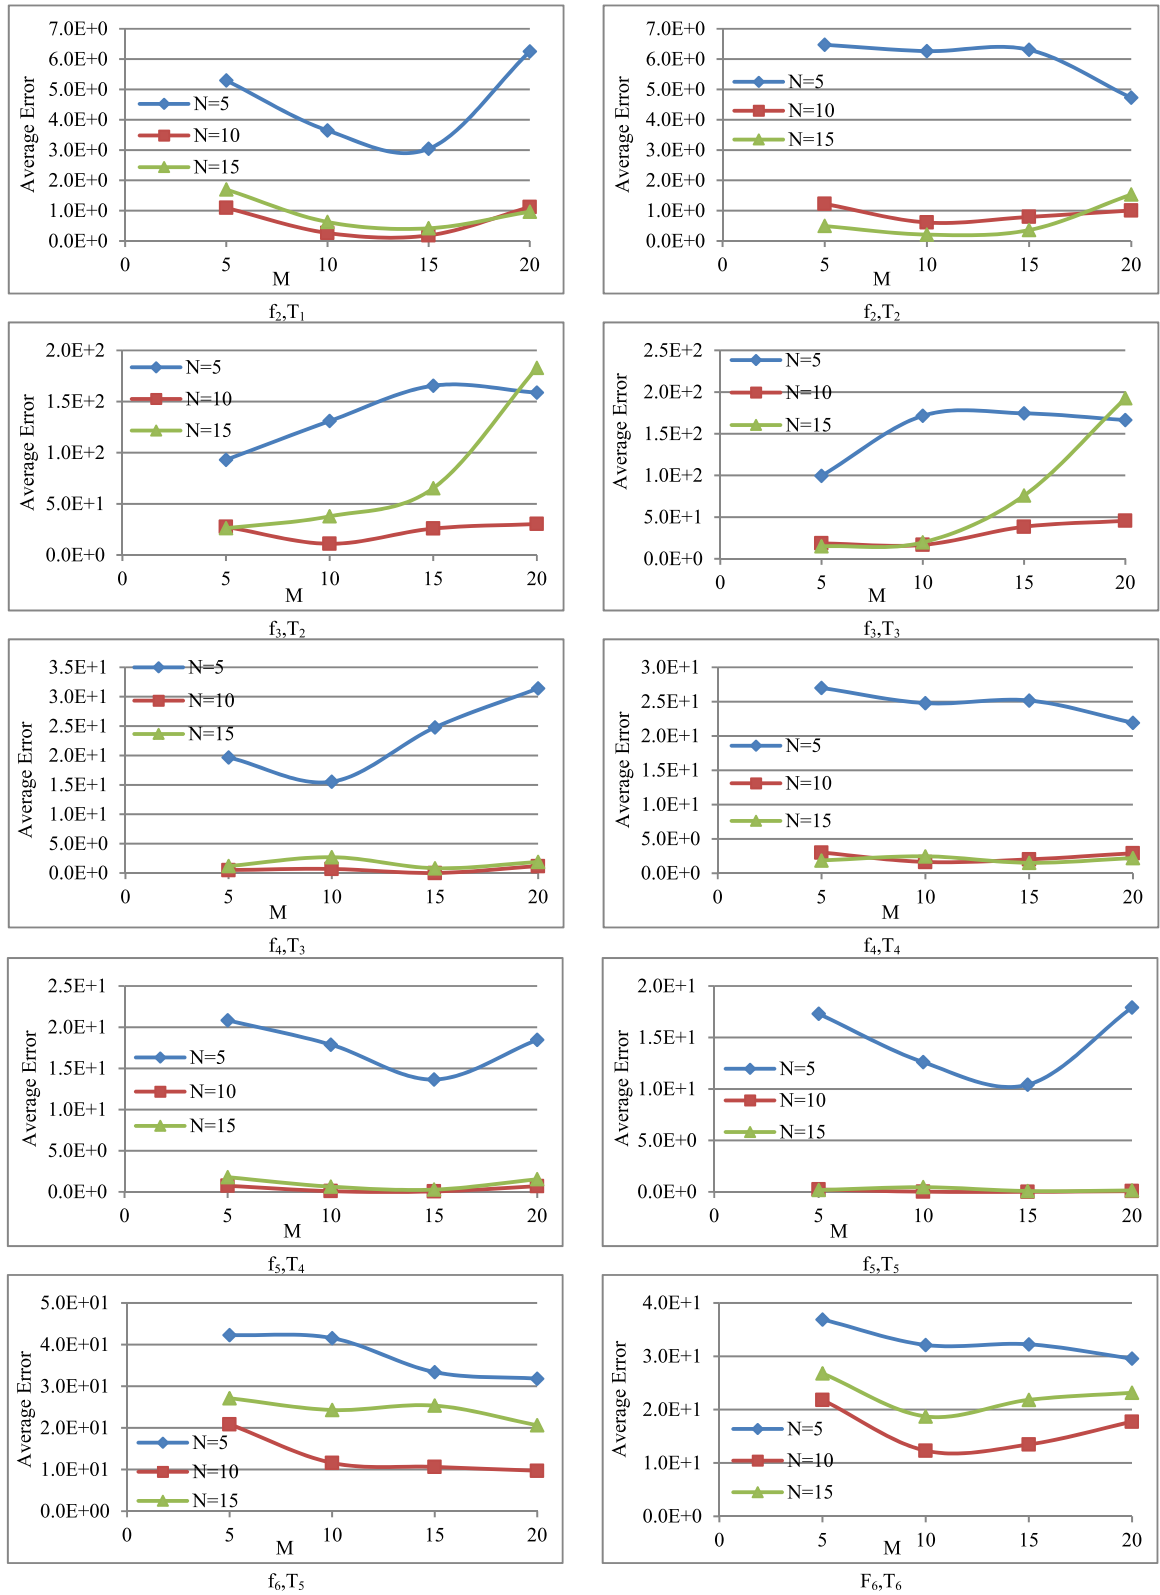 7.0E+0
6.0E+0
5.0E+0
4.0E+0
3.0E+0
2.0E+0
1.0E+0
0.0E+0
Average Error
N=5
N=10
N=15
0 5 10 15 20
M
f2,T1
7.0E+0
6.0E+0
5.0E+0
4.0E+0
3.0E+0
2.0E+0
1.0E+0
0.0E+0
Average Error
N=5
N=10
N=15
0 5 10 15 20
M
f2,T2
2.0E+2
1.5E+2
1.0E+2
5.0E+1
0.0E+0
Average Error
N=5
N=10
N=15
0 5 10 15 20
M
f3,T2
2.5E+2
2.0E+2
1.5E+2
1.0E+2
5.0E+1
0.0E+0
Average Error
N=5
N=10
N=15
0 5 10 15 20
M
f3,T3
3.5E+1
3.0E+1
2.5E+1
2.0E+1
1.5E+1
1.0E+1
5.0E+0
0.0E+0
Average Error
N=5
N=10
N=15
0 5 10 15 20
M
f4,T3
3.0E+1
2.5E+1
2.0E+1
1.5E+1
1.0E+1
5.0E+0
0.0E+0
Average Error
N=5
N=10
N=15
0 5 10 15 20
M
f4,T4
2.5E+1
2.0E+1
1.5E+1
1.0E+1
5.0E+0
0.0E+0
Average Error
N=5
N=10
N=15
0 5 10 15 20
M
f5,T4
2.0E+1
1.5E+1
1.0E+1
5.0E+0
0.0E+0
Average Error
N=5
N=10
N=15
0 5 10 15 20
M
f5,T5
5.0E+01
4.0E+01
3.0E+01
2.0E+01
1.0E+01
0.0E+00
Average Error
N=5
N=10
N=15
0 5 10 15 20
M
f6,T5
4.0E+1
3.0E+1
2.0E+1
1.0E+1
0.0E+0
Average Error
N=5
N=10
N=15
0 5 10 15 20
M
F6,T6